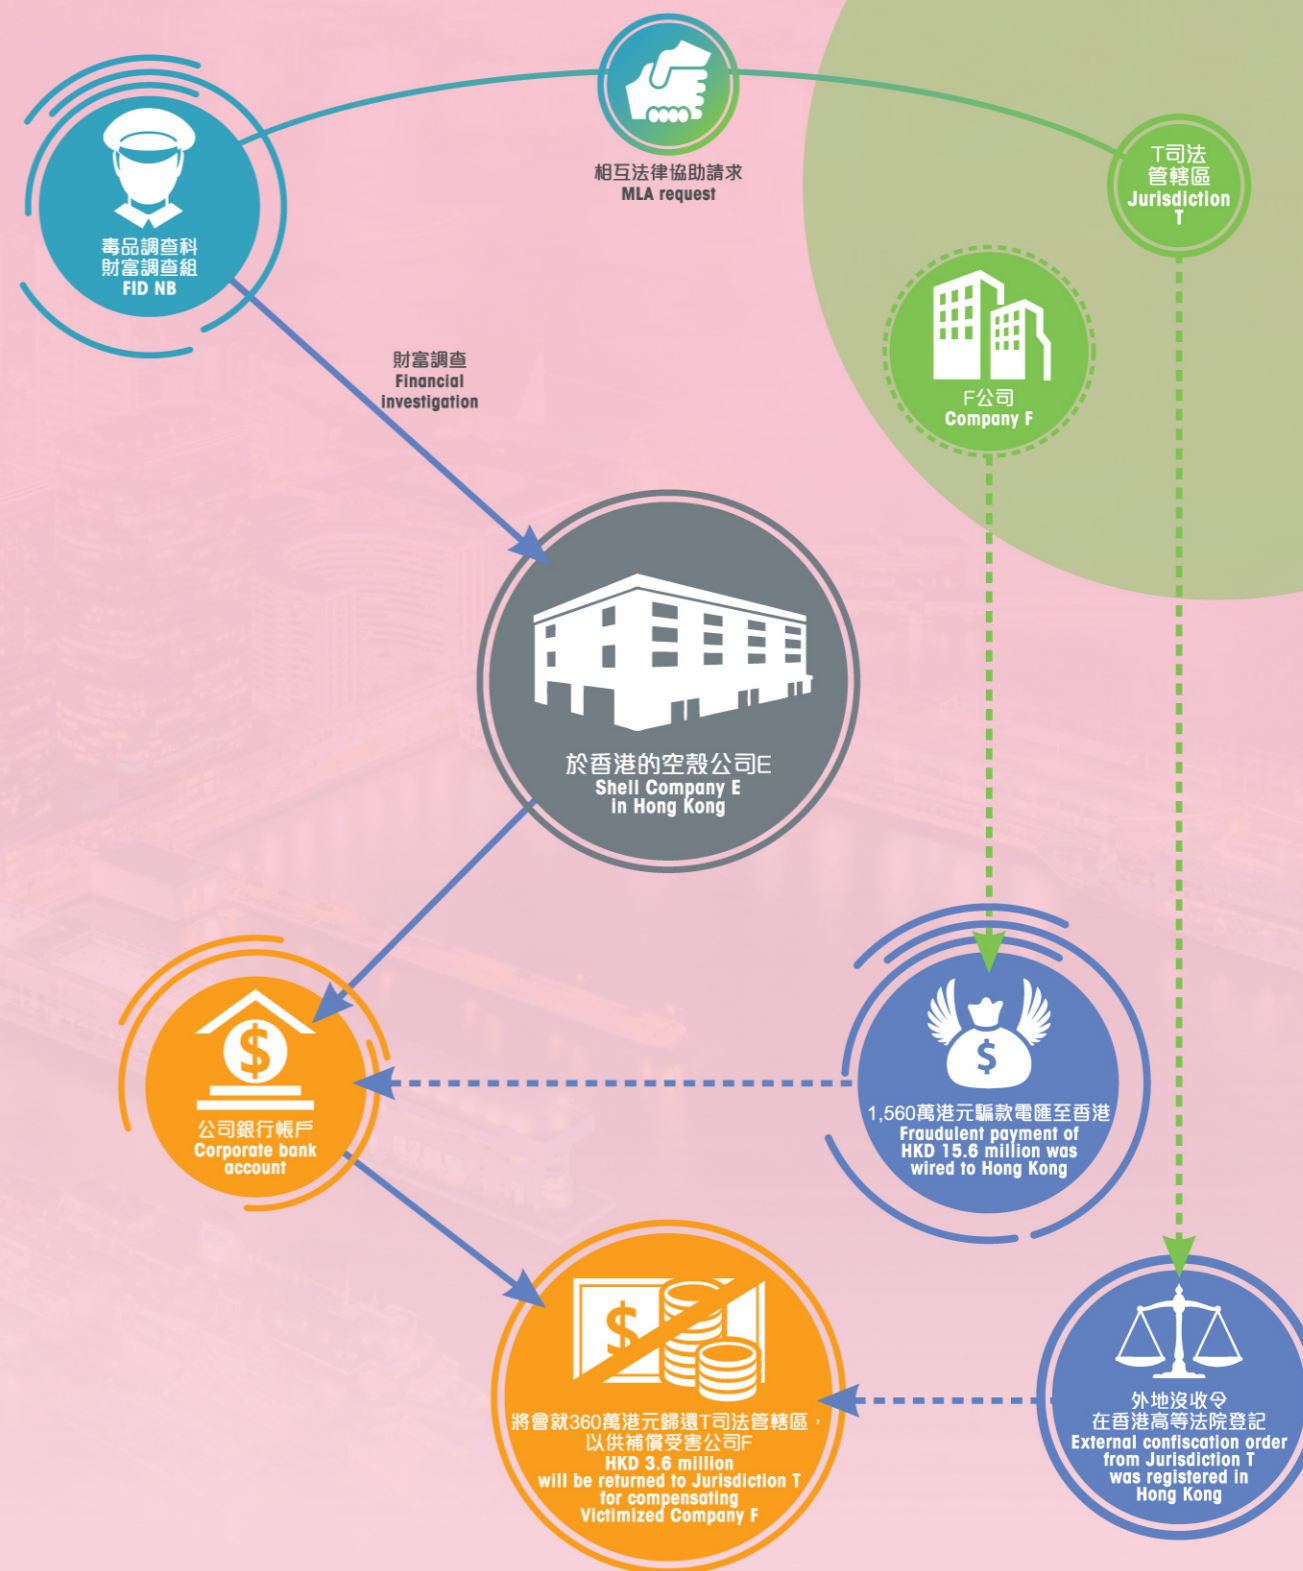 相互法律協助請求
MLA request
T司法
管轄區
Jurisdiction
T
毒品調查科
財富調查組
FID NB
財富調查
Financial
investigation
F公司
Company F
於香港的空殼公司E
Shell Company E
in Hong Kong
$
公司銀行帳戶
Corporate bank
account
$
1,560萬港元騙款電匯至香港
Fraudulent payment of
HKD 15.6 million was
wired to Hong Kong
$
將會就360萬港元歸還T司法管轄區，
以供補償受害公司F
HKD 3.6 million
will be returned to Jurisdiction T
for compensating
Victimized Company F
外地沒收令
在香港高等法院登記
External confiscation order
from Jurisdiction T
was registered in
Hong Kong